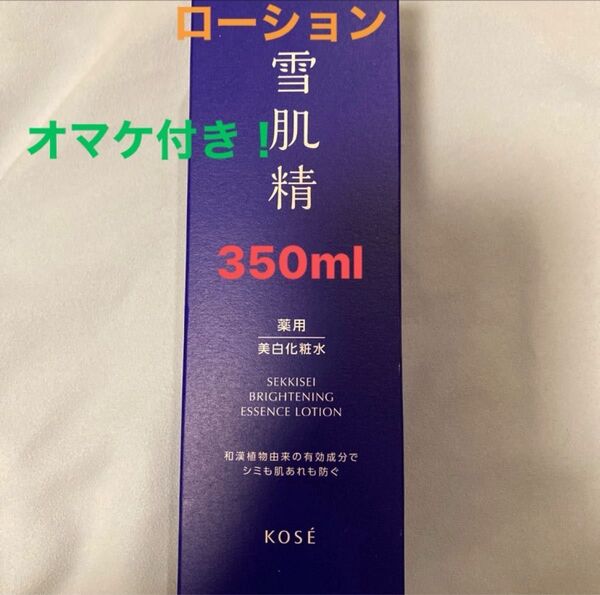 ローション
雪肌精
オマケ付き！
350ml
薬用
美白化粧水
SEKKISEI
BRIGHTENING
ESSENCE LOTION
和漢植物由来の有効成分で
シミも肌あれも防ぐ
KOSÉ